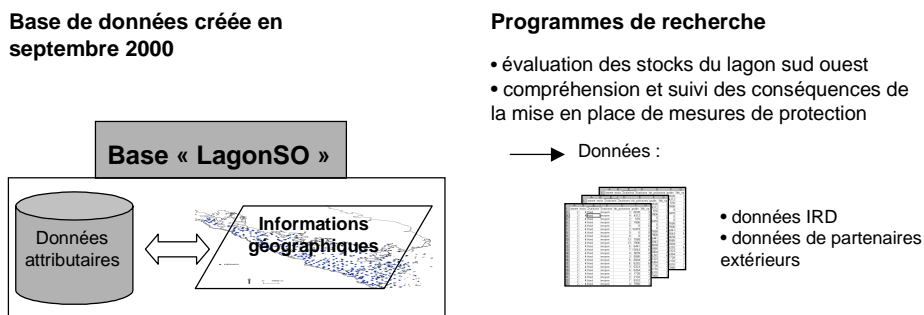 Base de données créée en
septembre 2000
Base « LagonSO »
Données
attributaires
Informations
géographiques
Programmes de recherche
• évaluation des stocks du lagon sud ouest
• compréhension et suivi des conséquences de
la mise en place de mesures de protection
Données :
• données IRD
• données de partenaires
extérieurs